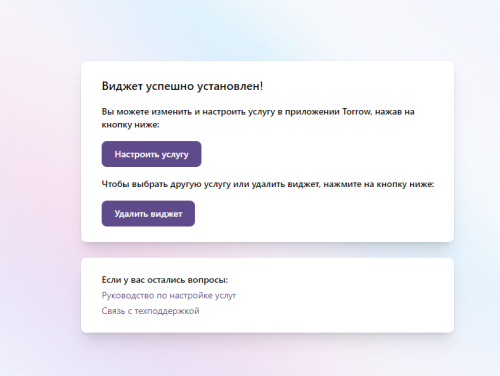 Виджет успешно установлен!
Вы можете изменить и настроить услугу в приложении Torrow, нажав на
кнопку ниже:
Настроить услугу
Чтобы выбрать другую услугу или удалить виджет, нажмите на кнопку ниже:
Удалить виджет
Если у вас остались вопросы:
Руководство по настройке услуг
Связь с техподдержкой